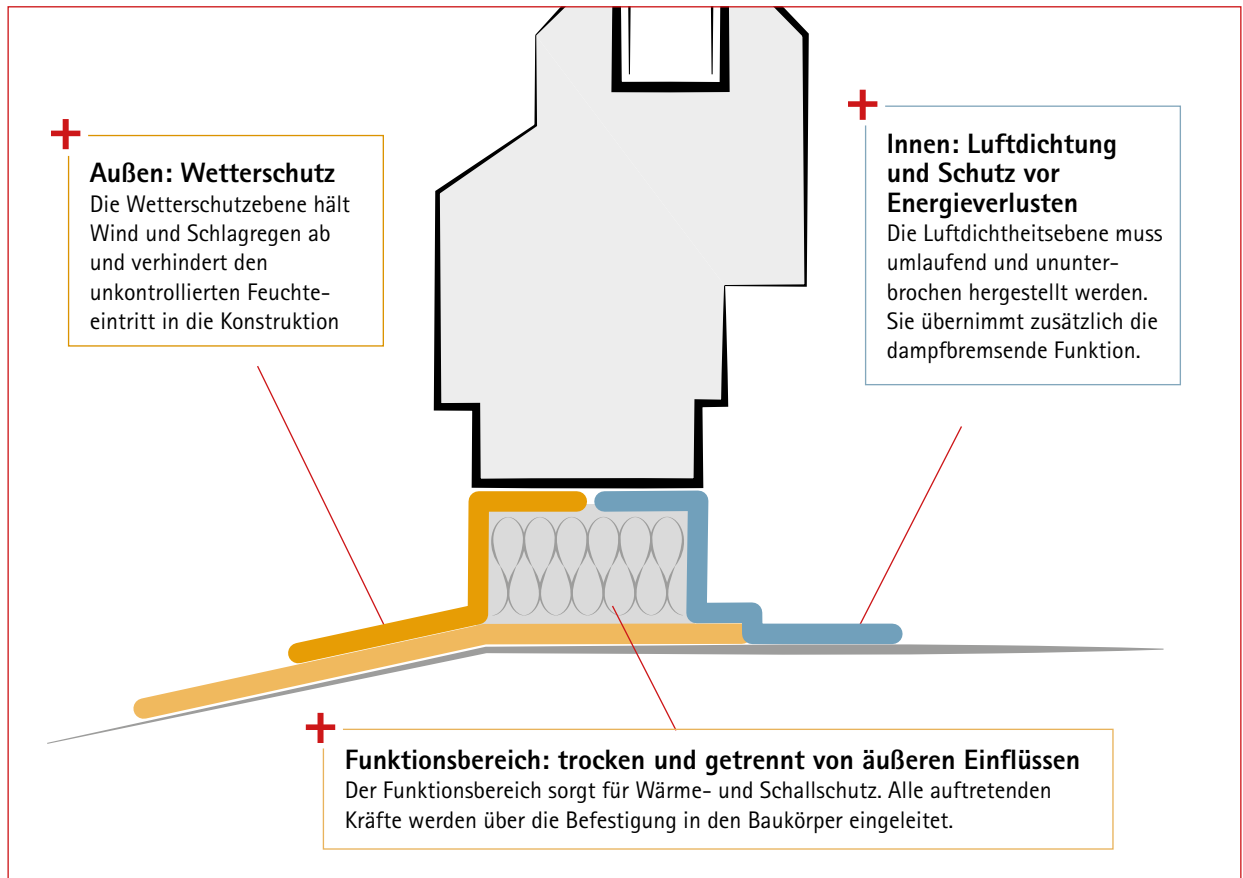 Außen: Wetterschutz
Die Wetterschutzebene hält
Wind und Schlagregen ab
und verhindert den
unkontrollierten Feuchte-
eintritt in die Konstruktion
Innen: Luftdichtung
und Schutz vor
Energieverlusten
Die Luftdichtheitsebene muss
umlaufend und ununter-
brochen hergestellt werden.
Sie übernimmt zusätzlich die
dampfbremsende Funktion.
Funktionsbereich: trocken und getrennt von äußeren Einflüssen
Der Funktionsbereich sorgt für Wärme- und Schallschutz. Alle auftretenden
Kräfte werden über die Befestigung in den Baukörper eingeleitet.